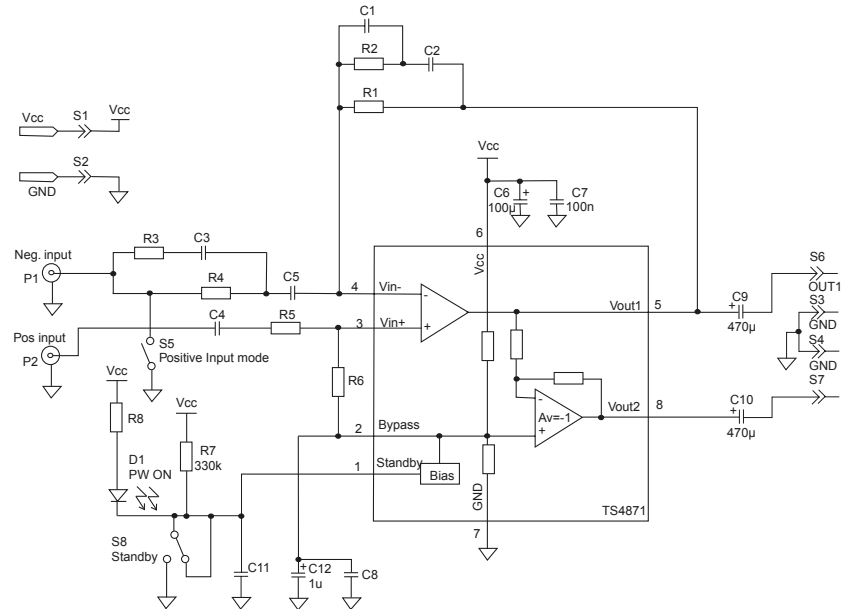 C1
R2
C2
R1
Vcc
S1
Vcc
S2
GND
Vcc
C6
+
100µ
C7
100n
6
Vcc
Neg. input
P1
R3
C3
R4
C5
4
Vin-
-
Vout1
5
C9
+
470µ
S6
OUT1
S3
GND
S4
GND
S7
Pos input
P2
C4
R5
3
Vin+
+
S5
Positive Input mode
Vcc
R8
Vcc
R6
-
Av=-1
+
Vout2
8
C10
+
470µ
R7
330k
2
Bypass
D1
PW ON
1
Standby
Bias
GND
TS4871
7
S8
Standby
C11
+
C12
1u
C8